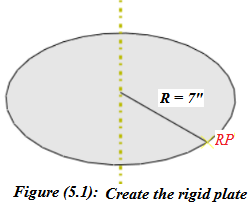 R = 7"
RP
Figure (5.1): Create the rigid plate